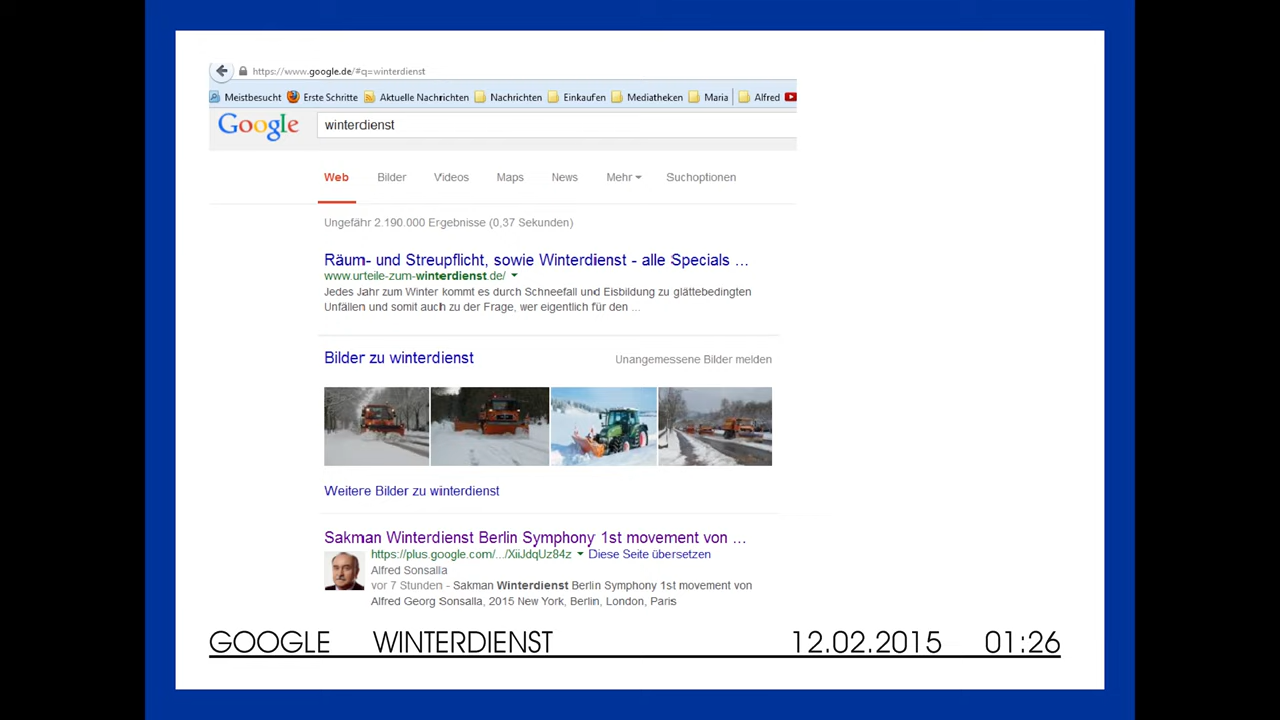 https://www.google.de/#q=winterdienst
Meistbesucht Erste Schritte Aktuelle Nachrichten Nachrichten Einkaufen Mediatheken Maria Alfred
Google winterdienst
Web Bilder Videos Maps News Mehr Suchoptionen
Ungefähr 2.190.000 Ergebnisse (0,37 Sekunden)
Räum- und Streupflicht, sowie Winterdienst - alle Specials ...
www.urteile-zum-winterdienst.de/
Jedes Jahr zum Winter kommt es durch Schneefall und Eisbildung zu glättebedingten
Unfällen und somit auch zu der Frage, wer eigentlich für den ...
Bilder zu winterdienst Unangemessene Bilder melden
Weitere Bilder zu winterdienst
Sakman Winterdienst Berlin Symphony 1st movement von ...
https://plus.google.com/.../XiiJdqUz84z Diese Seite übersetzen
Alfred Sonsalla
vor 7 Stunden - Sakman Winterdienst Berlin Symphony 1st movement von
Alfred Georg Sonsalla, 2015 New York, Berlin, London, Paris
GOOGLE WINTERDIENST 12.02.2015 01:26